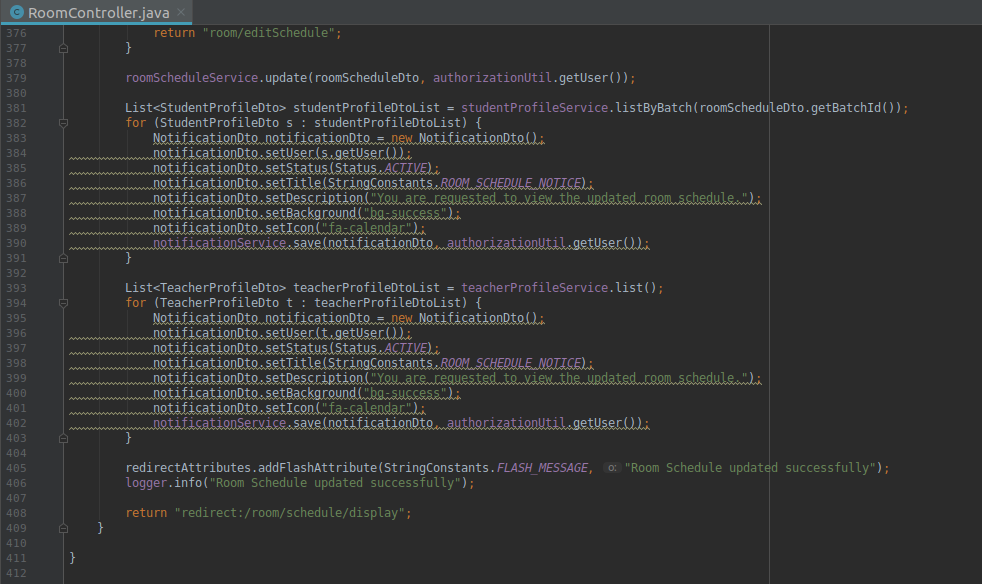 C RoomController.java ×
376 return "room/editSchedule";
377 }
378
379 roomScheduleService.update(roomScheduleDto, authorizationUtil.getUser());
380
381 List<StudentProfileDto> studentProfileDtoList = studentProfileService.listByBatch(roomScheduleDto.getBatchId());
382 for (StudentProfileDto s : studentProfileDtoList) {
383 NotificationDto notificationDto = new NotificationDto();
384 notificationDto.setUser(s.getUser());
385 notificationDto.setStatus(Status.ACTIVE);
386 notificationDto.setTitle(StringConstants.ROOM_SCHEDULE_NOTICE);
387 notificationDto.setDescription("You are requested to view the updated room schedule.");
388 notificationDto.setBackground("bg-success");
389 notificationDto.setIcon("fa-calendar");
390 notificationService.save(notificationDto, authorizationUtil.getUser());
391 }
392
393 List<TeacherProfileDto> teacherProfileDtoList = teacherProfileService.list();
394 for (TeacherProfileDto t : teacherProfileDtoList) {
395 NotificationDto notificationDto = new NotificationDto();
396 notificationDto.setUser(t.getUser());
397 notificationDto.setStatus(Status.ACTIVE);
398 notificationDto.setTitle(StringConstants.ROOM_SCHEDULE_NOTICE);
399 notificationDto.setDescription("You are requested to view the updated room schedule.");
400 notificationDto.setBackground("bg-success");
401 notificationDto.setIcon("fa-calendar");
402 notificationService.save(notificationDto, authorizationUtil.getUser());
403 }
404
405 redirectAttributes.addFlashAttribute(StringConstants.FLASH_MESSAGE, o: "Room Schedule updated successfully");
406 logger.info("Room Schedule updated successfully");
407
408 return "redirect:/room/schedule/display";
409 }
410
411 }
412